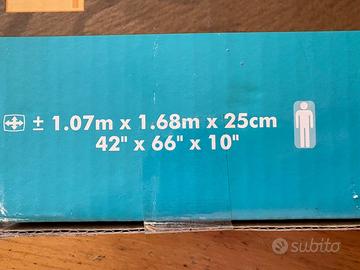 ± 1.07m x 1.68m x 25cm
42" x 66" x 10"
subito